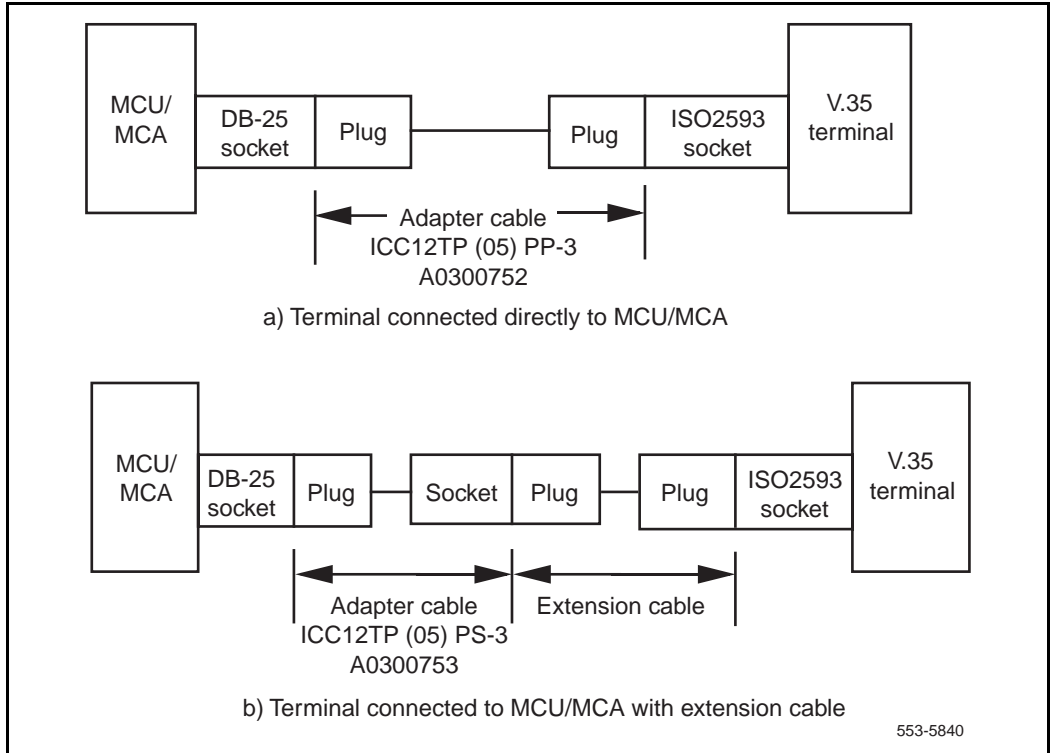 MCU/
MCA
DB-25
socket
Plug
Plug
ISO2593
socket
V.35
terminal
Adapter cable
ICC12TP (05) PP-3
A0300752
a) Terminal connected directly to MCU/MCA
MCU/
MCA
DB-25
socket
Plug
Socket
Plug
Plug
ISO2593
socket
V.35
terminal
Adapter cable
ICC12TP (05) PS-3
A0300753
Extension cable
b) Terminal connected to MCU/MCA with extension cable
553-5840